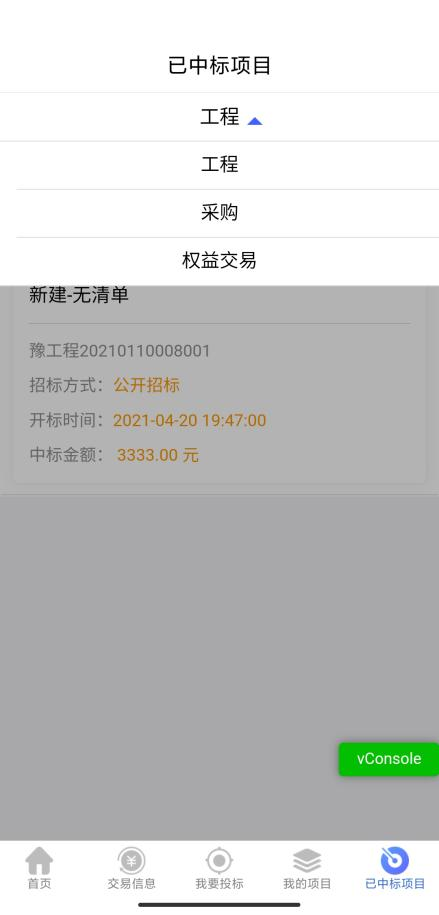 已中标项目
工程
工程
采购
权益交易
新建-无清单
豫工程20210110008001
招标方式：公开招标
开标时间：2021-04-20 19:47:00
中标金额： 3333.00 元
vConsole
首页 交易信息 我要投标 我的项目 已中标项目